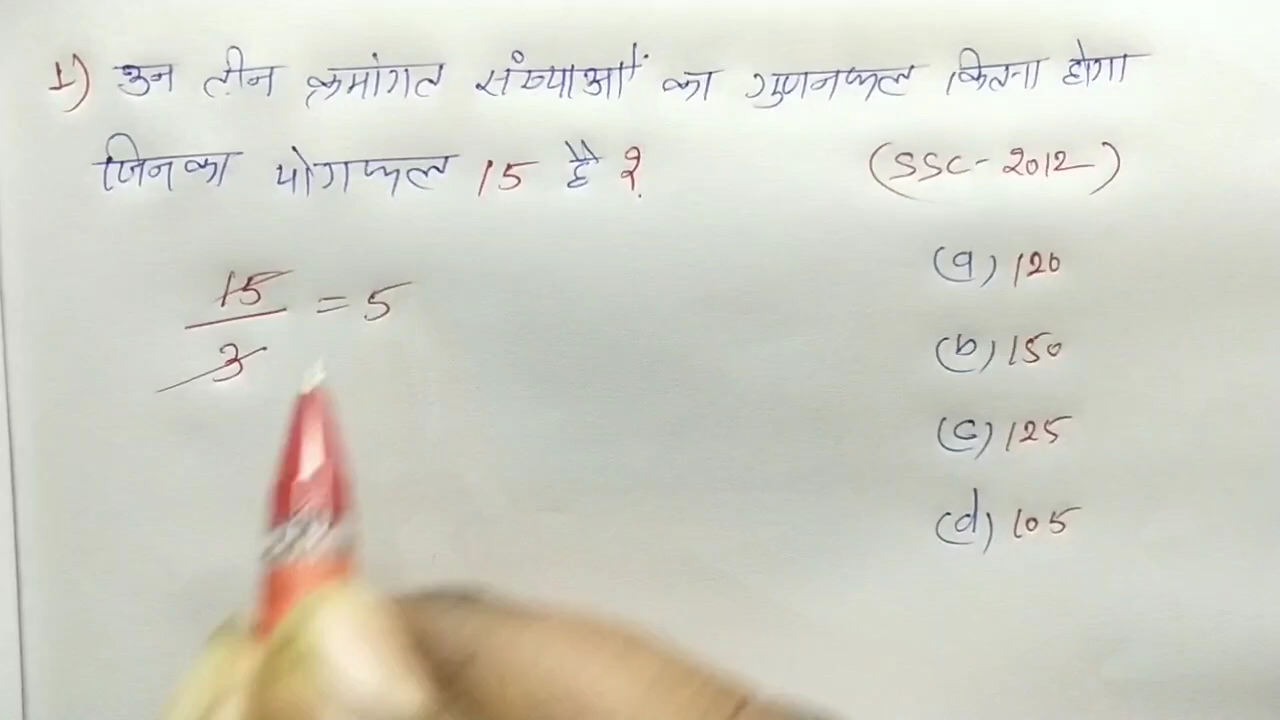 1) उन तीन क्रमांगत संख्याओं का गुणनफल कितना होगा
जिनका योगफल 15 है ?
(SSC-2012)
15/3 = 5
(a) 120
(b) 150
(c) 125
(d) 105